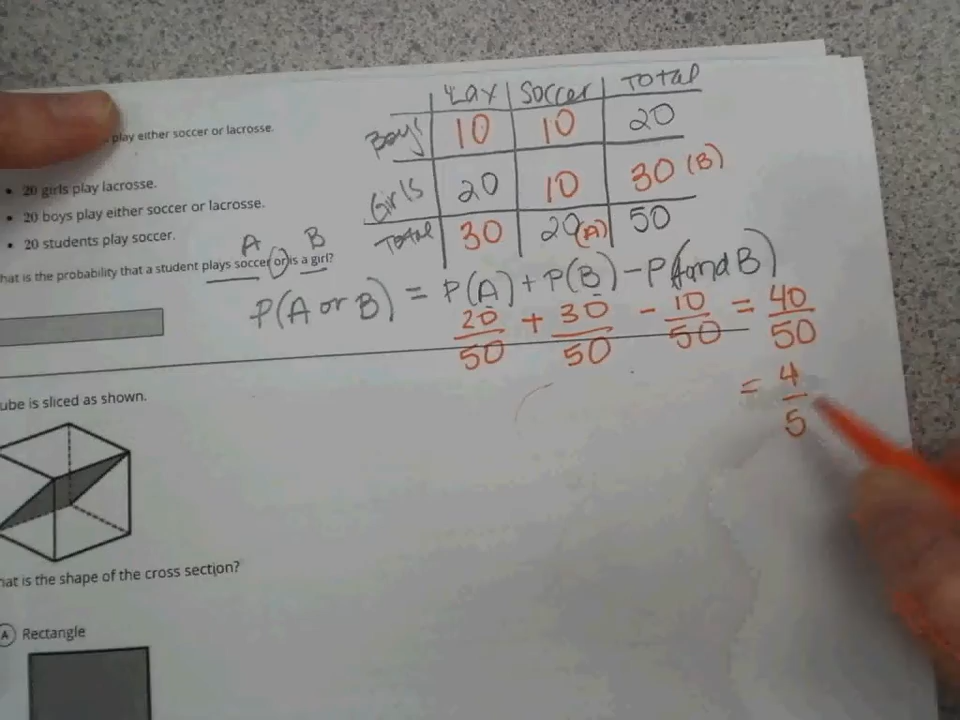 Lax Soccer Total
Boys 10 10 20
Girls 20 10 30 (B)
Total 30 20 (A) 50
play either soccer or lacrosse.
• 20 girls play lacrosse.
• 20 boys play either soccer or lacrosse.
• 20 students play soccer.
A B
hat is the probability that a student plays soccer or is a girl?
P(A or B) = P(A) + P(B) - P(A and B)
20/50 + 30/50 - 10/50 = 40/50
= 4/5
ube is sliced as shown.
hat is the shape of the cross section?
A Rectangle